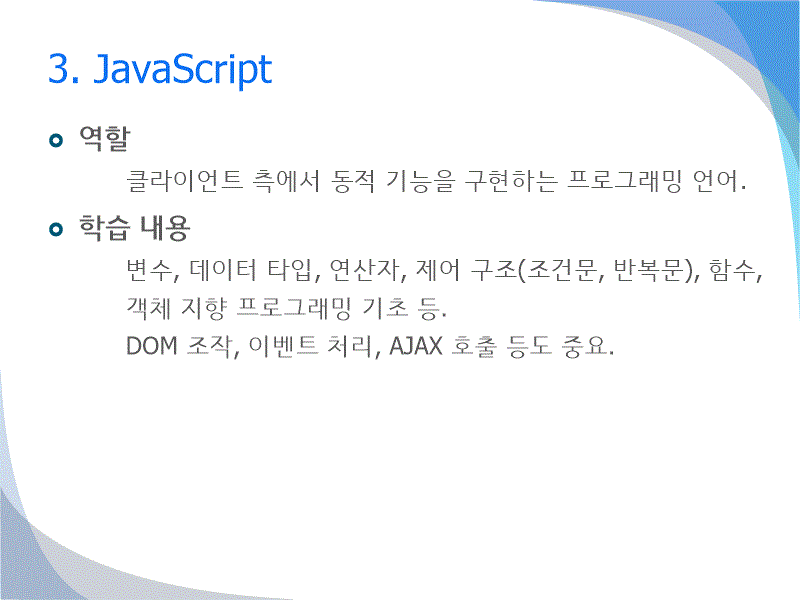 3. JavaScript
역할
클라이언트 측에서 동적 기능을 구현하는 프로그래밍 언어.
학습 내용
변수, 데이터 타입, 연산자, 제어 구조(조건문, 반복문), 함수,
객체 지향 프로그래밍 기초 등.
DOM 조작, 이벤트 처리, AJAX 호출 등도 중요.